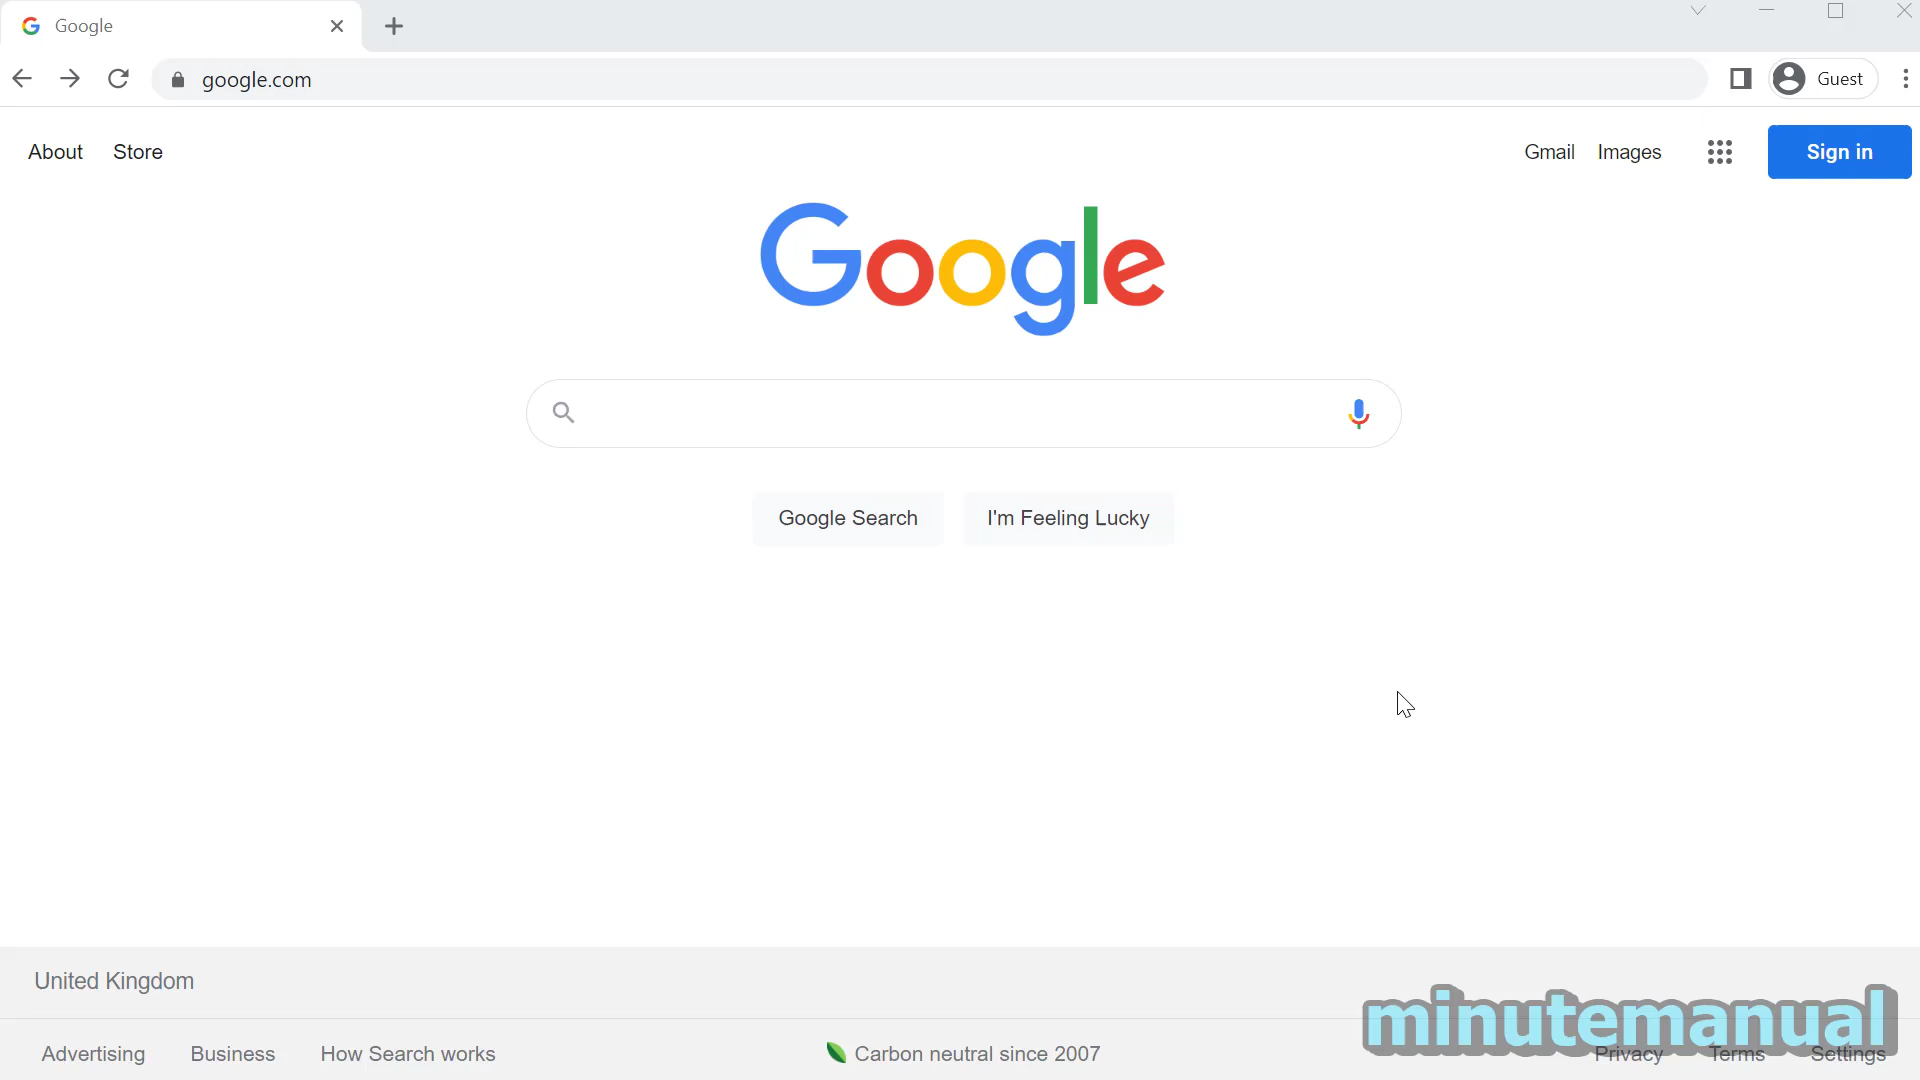 Google
google.com
Guest
About Store
Gmail Images
Sign in
Google
Google Search I'm Feeling Lucky
United Kingdom
minutemanual
Advertising Business How Search works
Carbon neutral since 2007
Privacy Terms Settings